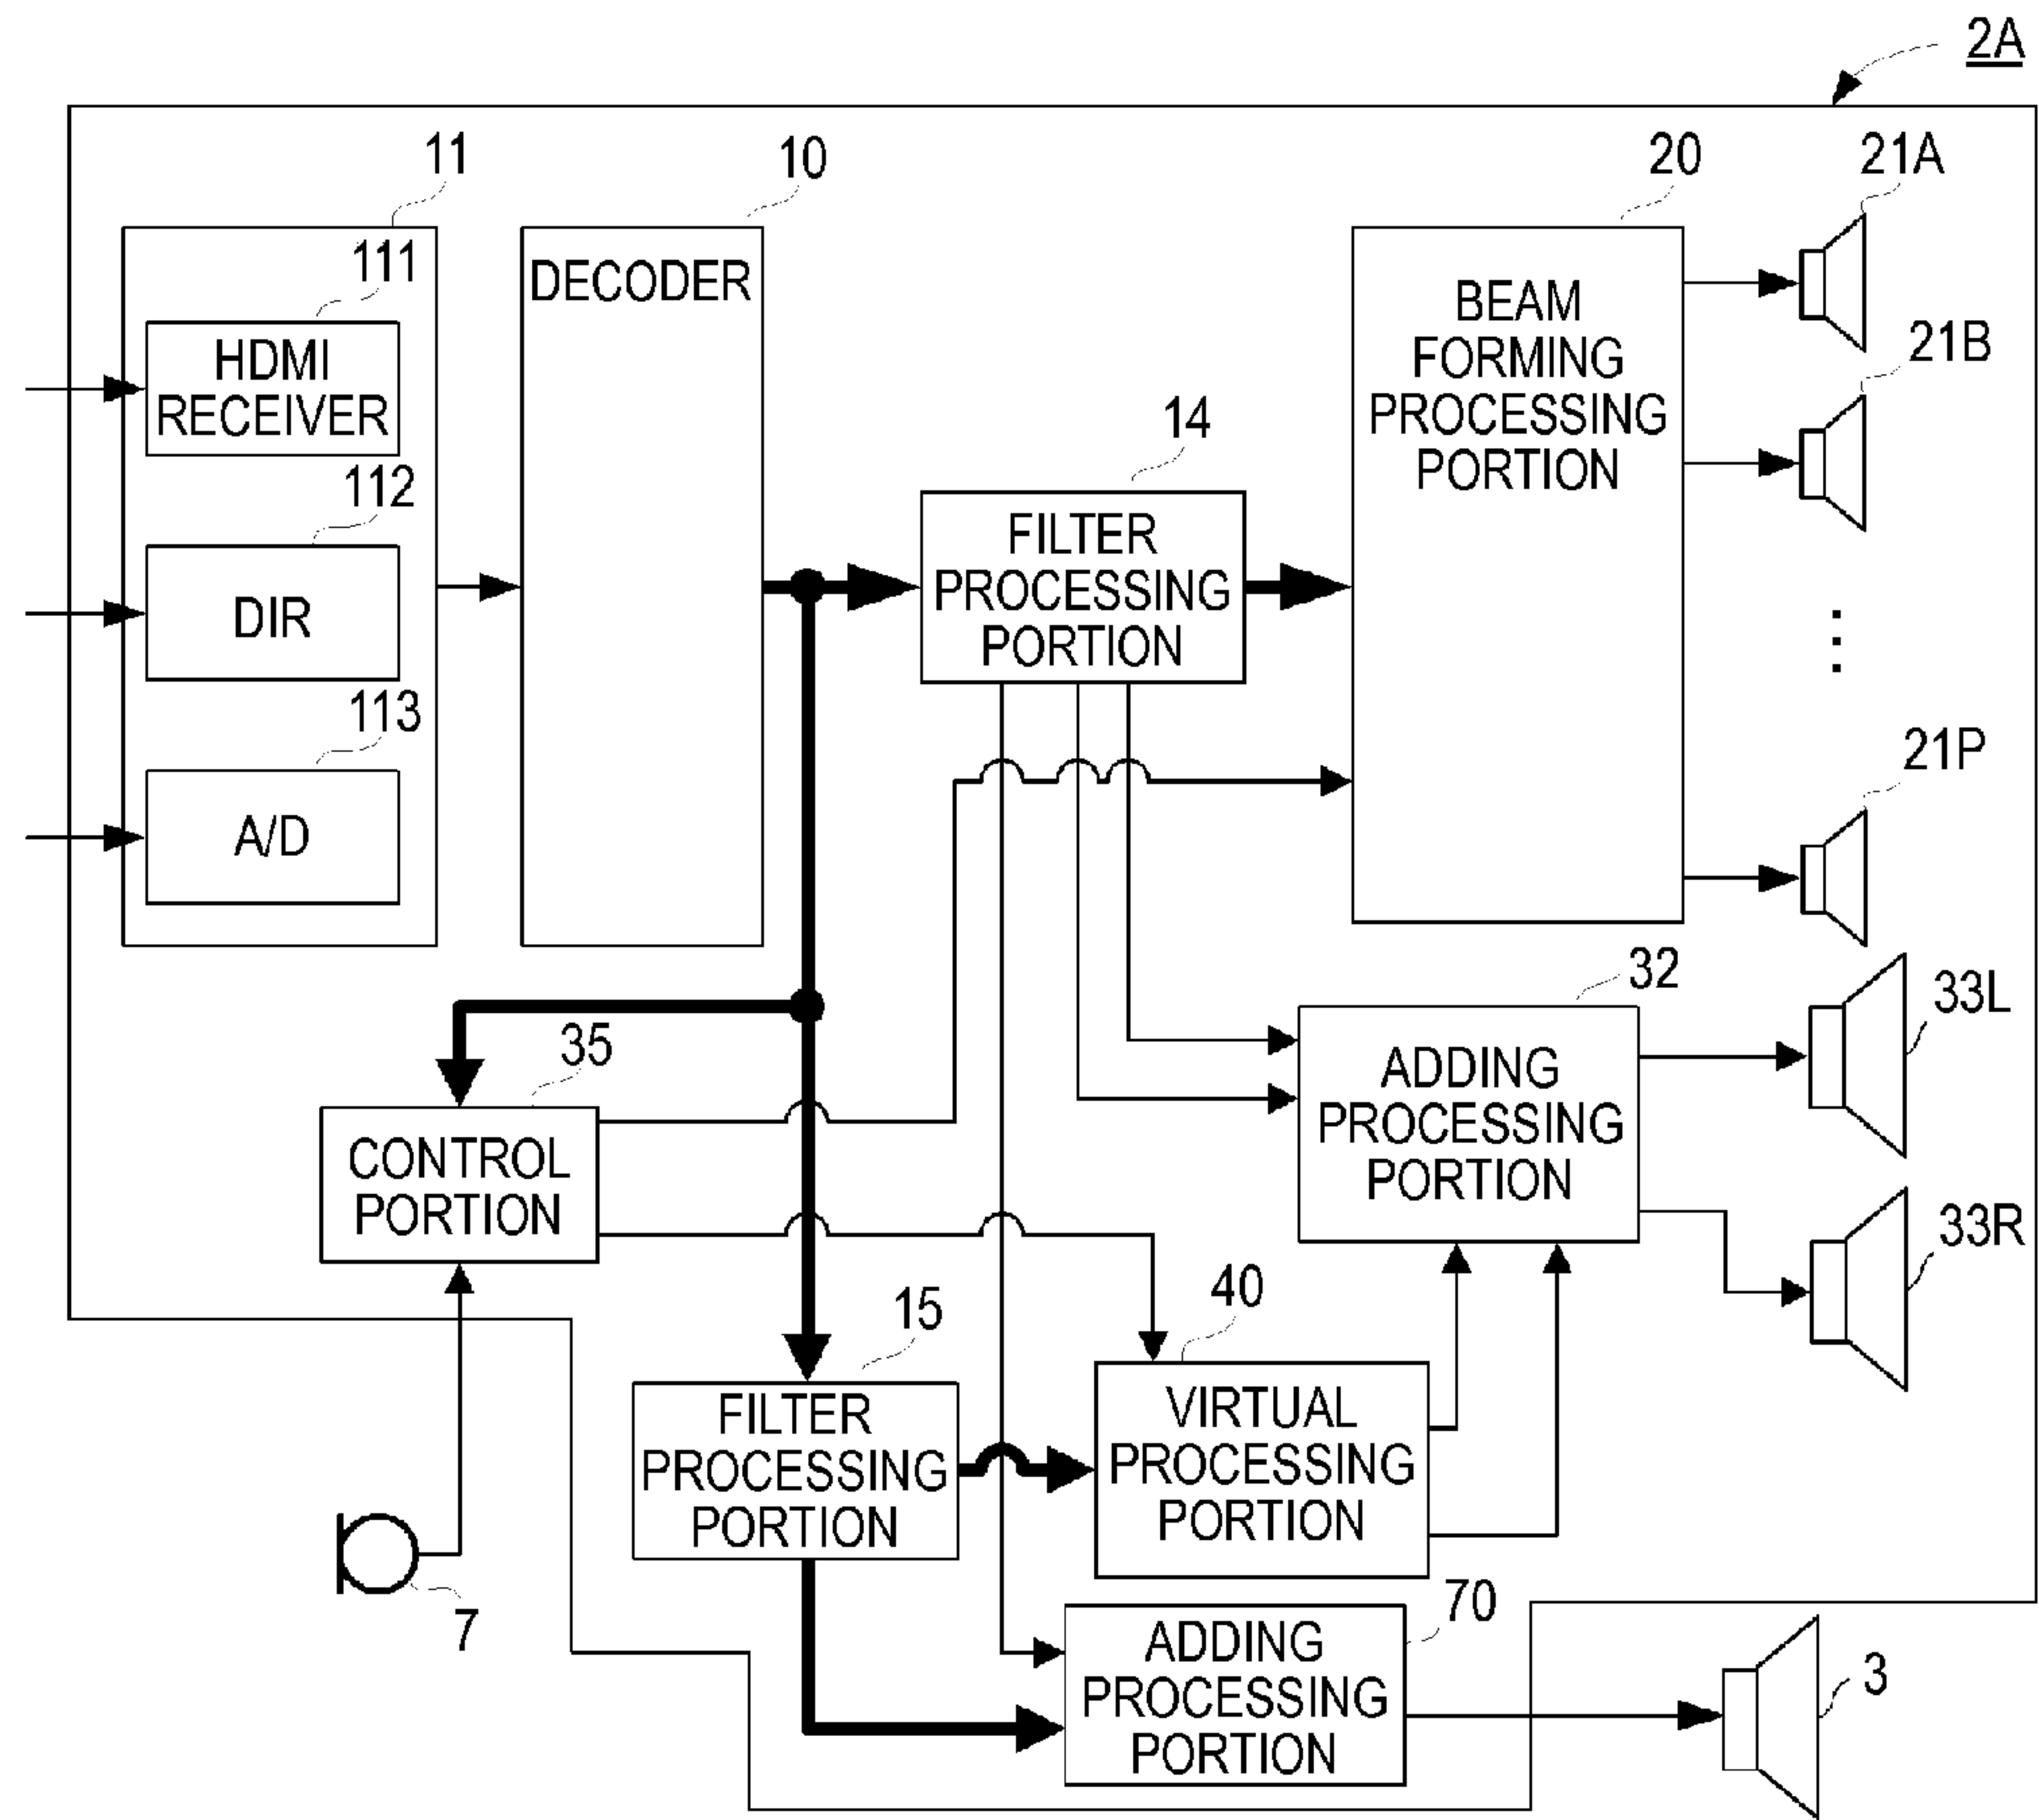 2A
11
10
20
21A
111
DECODER
BEAM
FORMING
PROCESSING
PORTION
HDMI
RECEIVER
21B
14
112
FILTER
PROCESSING
PORTION
DIR
113
21P
A/D
32
33L
35
ADDING
PROCESSING
PORTION
CONTROL
PORTION
33R
15
40
FILTER
PROCESSING
PORTION
VIRTUAL
PROCESSING
PORTION
7
70
ADDING
PROCESSING
PORTION
3